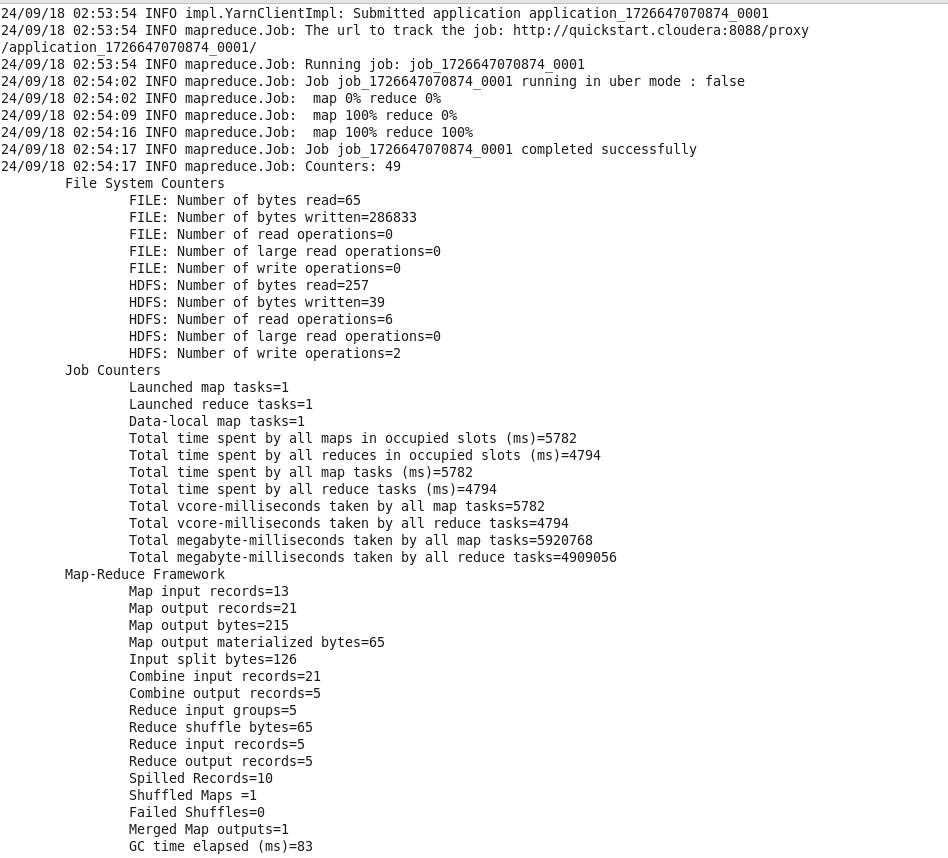 24/09/18 02:53:54 INFO impl.YarnClientImpl: Submitted application application_1726647070874_0001
24/09/18 02:53:54 INFO mapreduce.Job: The url to track the job: http://quickstart.cloudera:8088/proxy
/application_1726647070874_0001/
24/09/18 02:53:54 INFO mapreduce.Job: Running job: job_1726647070874_0001
24/09/18 02:54:02 INFO mapreduce.Job: Job job_1726647070874_0001 running in uber mode : false
24/09/18 02:54:02 INFO mapreduce.Job:  map 0% reduce 0%
24/09/18 02:54:09 INFO mapreduce.Job:  map 100% reduce 0%
24/09/18 02:54:16 INFO mapreduce.Job:  map 100% reduce 100%
24/09/18 02:54:17 INFO mapreduce.Job: Job job_1726647070874_0001 completed successfully
24/09/18 02:54:17 INFO mapreduce.Job: Counters: 49
File System Counters
FILE: Number of bytes read=65
FILE: Number of bytes written=286833
FILE: Number of read operations=0
FILE: Number of large read operations=0
FILE: Number of write operations=0
HDFS: Number of bytes read=257
HDFS: Number of bytes written=39
HDFS: Number of read operations=6
HDFS: Number of large read operations=0
HDFS: Number of write operations=2
Job Counters
Launched map tasks=1
Launched reduce tasks=1
Data-local map tasks=1
Total time spent by all maps in occupied slots (ms)=5782
Total time spent by all reduces in occupied slots (ms)=4794
Total time spent by all map tasks (ms)=5782
Total time spent by all reduce tasks (ms)=4794
Total vcore-milliseconds taken by all map tasks=5782
Total vcore-milliseconds taken by all reduce tasks=4794
Total megabyte-milliseconds taken by all map tasks=5920768
Total megabyte-milliseconds taken by all reduce tasks=4909056
Map-Reduce Framework
Map input records=13
Map output records=21
Map output bytes=215
Map output materialized bytes=65
Input split bytes=126
Combine input records=21
Combine output records=5
Reduce input groups=5
Reduce shuffle bytes=65
Reduce input records=5
Reduce output records=5
Spilled Records=10
Shuffled Maps =1
Failed Shuffles=0
Merged Map outputs=1
GC time elapsed (ms)=83